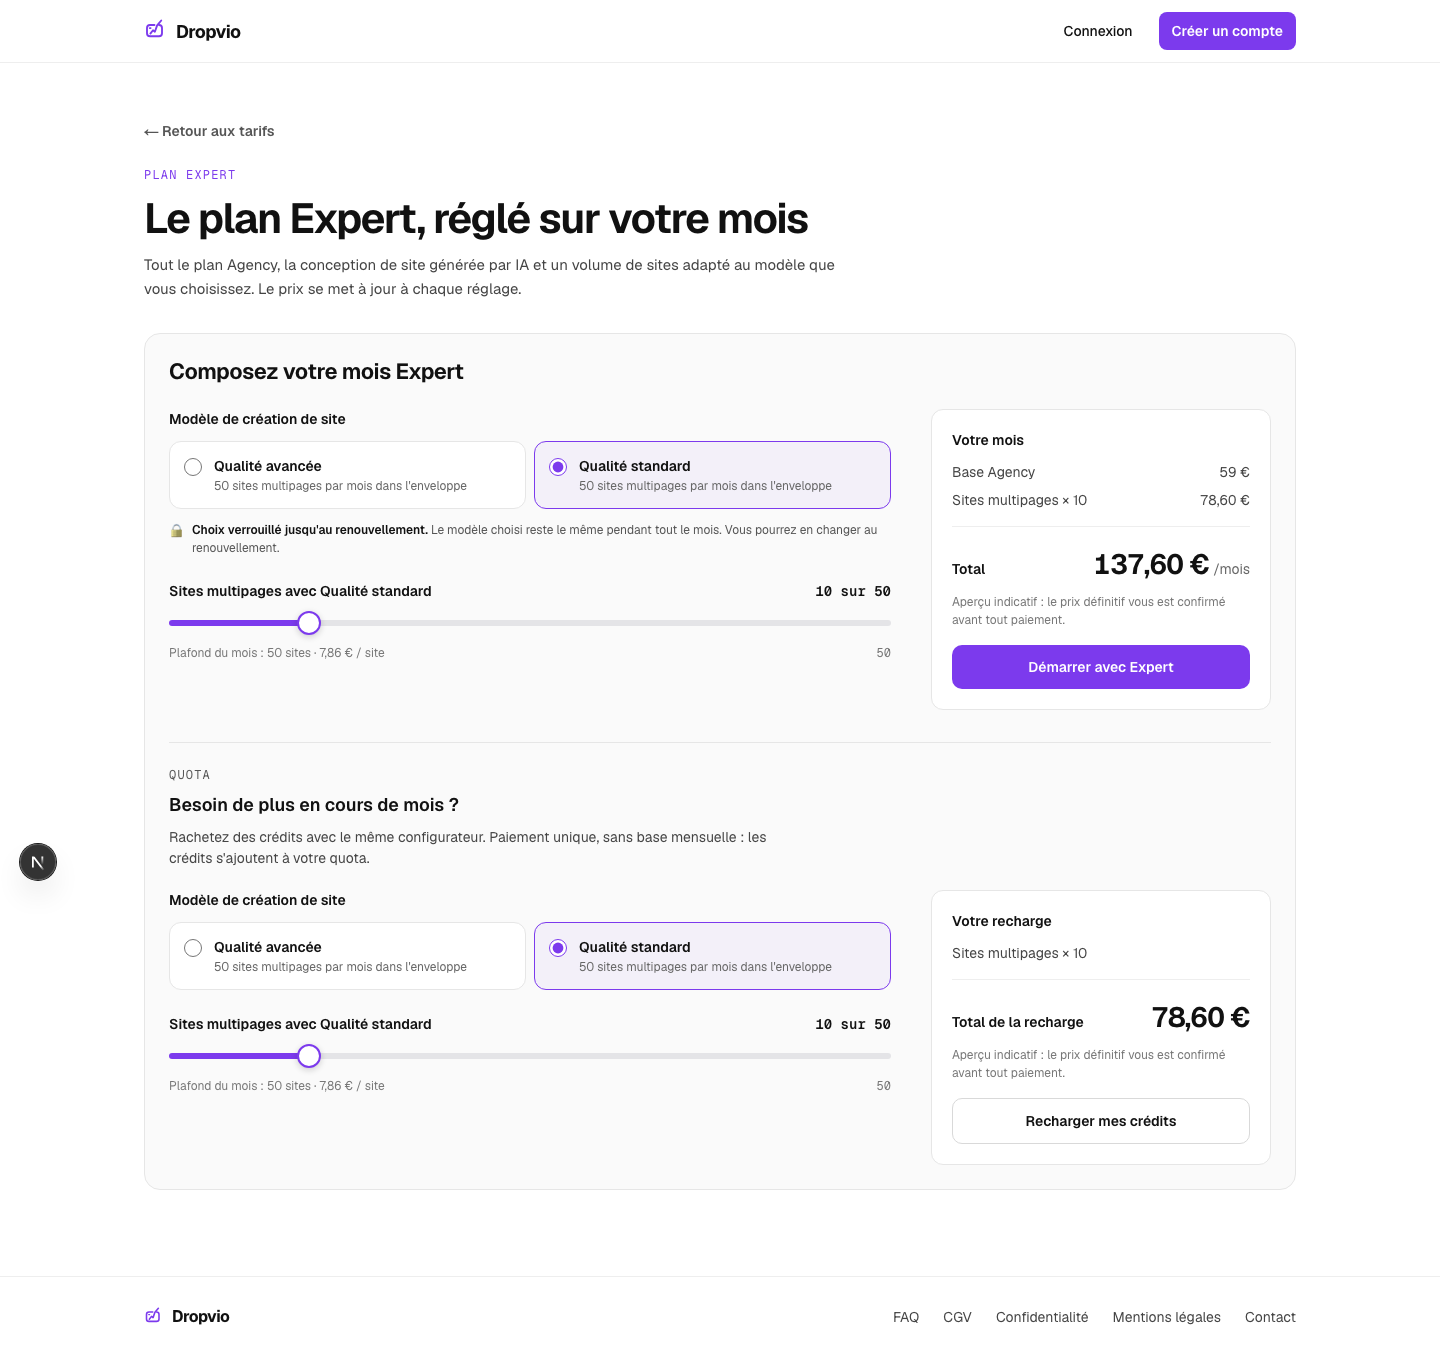 Dropvio
Connexion
Créer un compte
← Retour aux tarifs
PLAN EXPERT
Le plan Expert, réglé sur votre mois
Tout le plan Agency, la conception de site générée par IA et un volume de sites adapté au modèle que
vous choisissez. Le prix se met à jour à chaque réglage.
Composez votre mois Expert
Modèle de création de site
Qualité avancée
50 sites multipages par mois dans l'enveloppe
Qualité standard
50 sites multipages par mois dans l'enveloppe
Choix verrouillé jusqu'au renouvellement. Le modèle choisi reste le même pendant tout le mois. Vous pourrez en changer au
renouvellement.
Sites multipages avec Qualité standard
10 sur 50
Plafond du mois : 50 sites · 7,86 € / site
50
Votre mois
Base Agency
59 €
Sites multipages × 10
78,60 €
Total
137,60 € /mois
Aperçu indicatif : le prix définitif vous est confirmé
avant tout paiement.
Démarrer avec Expert
QUOTA
Besoin de plus en cours de mois ?
Rachetez des crédits avec le même configurateur. Paiement unique, sans base mensuelle : les
crédits s'ajoutent à votre quota.
Modèle de création de site
Qualité avancée
50 sites multipages par mois dans l'enveloppe
Qualité standard
50 sites multipages par mois dans l'enveloppe
Sites multipages avec Qualité standard
10 sur 50
Plafond du mois : 50 sites · 7,86 € / site
50
Votre recharge
Sites multipages × 10
Total de la recharge
78,60 €
Aperçu indicatif : le prix définitif vous est confirmé
avant tout paiement.
Recharger mes crédits
N
Dropvio
FAQ
CGV
Confidentialité
Mentions légales
Contact